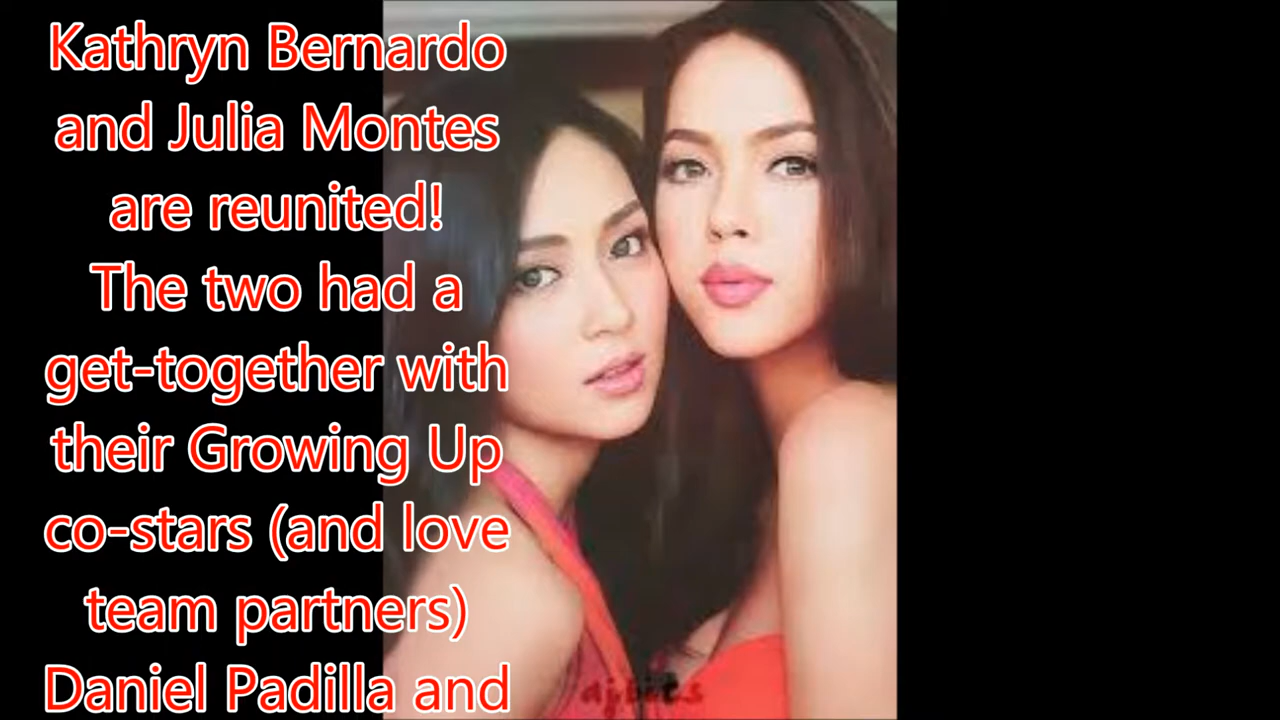 Kathryn Bernardo
and Julia Montes
are reunited!
The two had a
get-together with
their Growing Up
co-stars (and love
team partners)
Daniel Padilla and